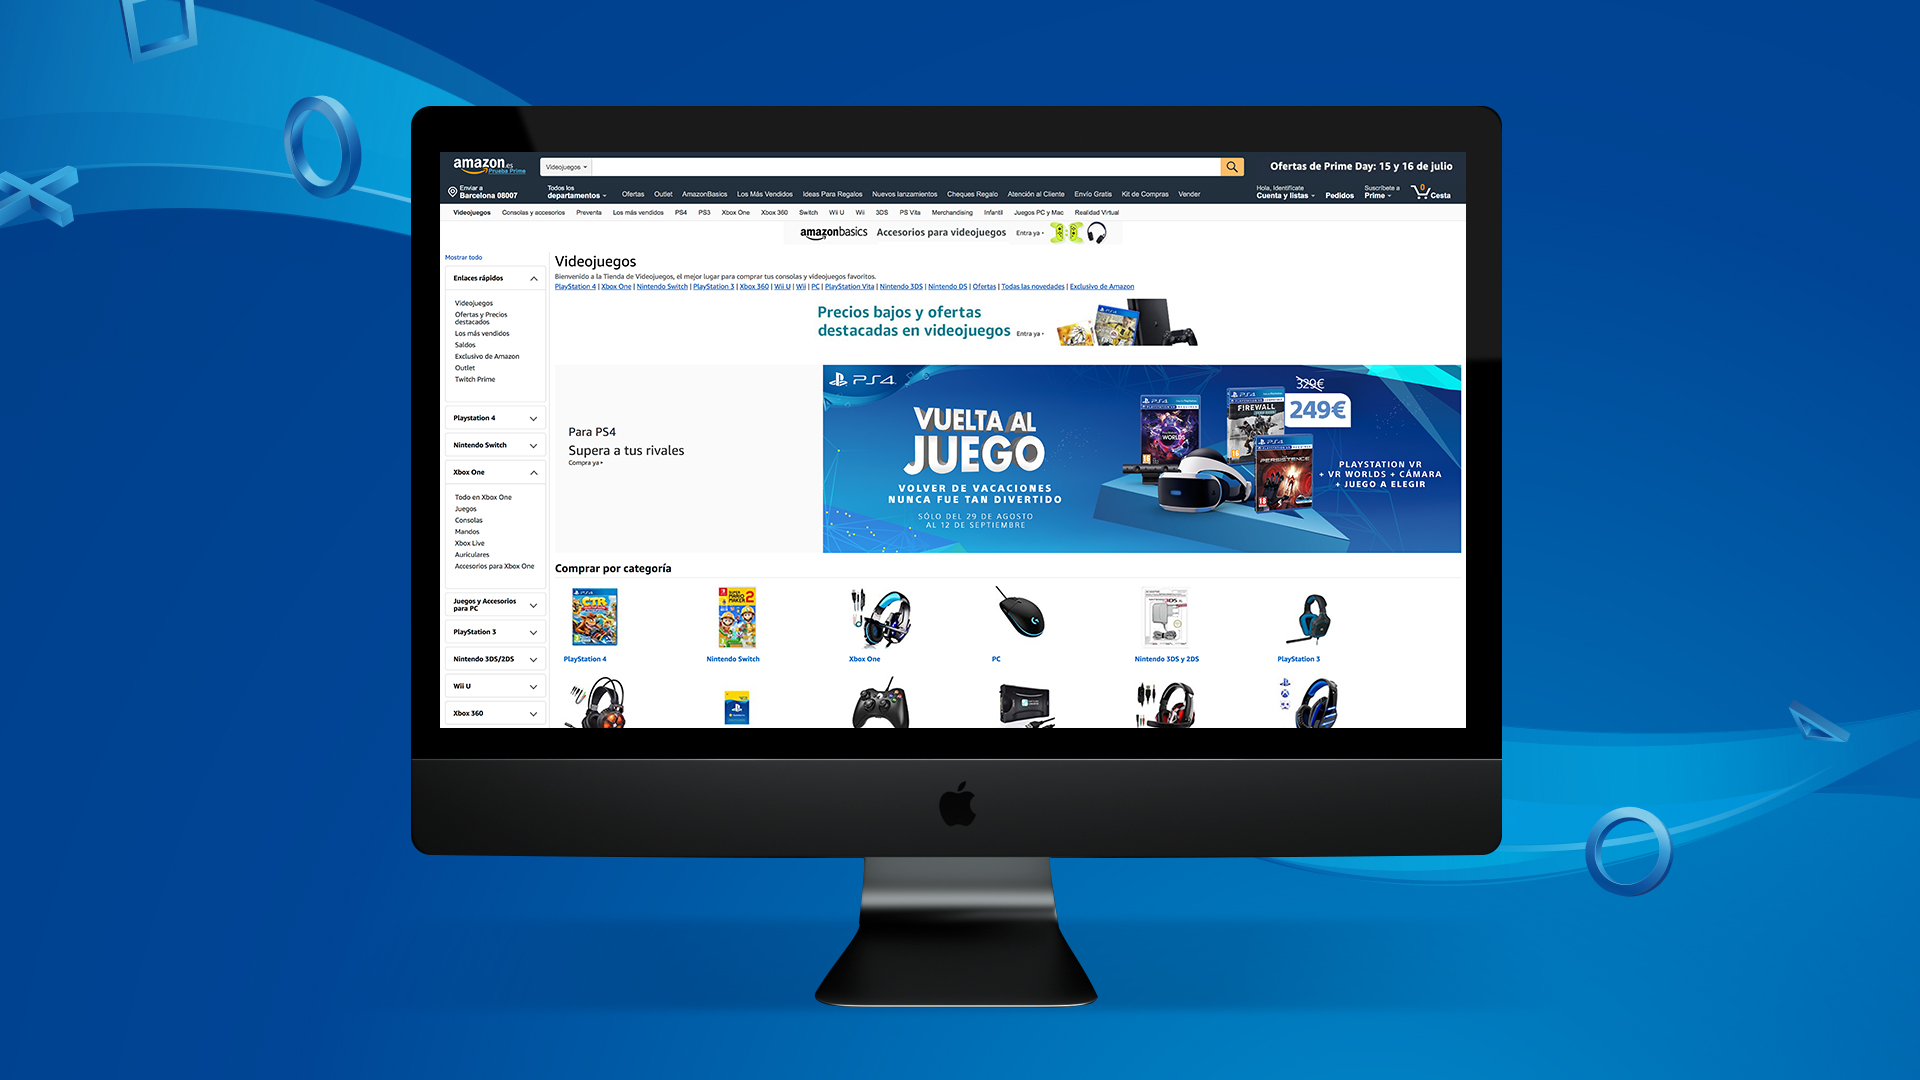 amazon.es
Prueba Prime
Videojuegos
Ofertas de Prime Day: 15 y 16 de julio
Enviar a
Barcelona 08007
Todos los
departamentos
Ofertas Outlet AmazonBasics Los Más Vendidos Ideas Para Regalos Nuevos lanzamientos Cheques Regalo Atención al Cliente Envío Gratis Kit de Compras Vender
Hola, Identifícate
Cuenta y listas
Pedidos
Suscríbete a
Prime
0
Cesta
Videojuegos Consolas y accesorios Preventa Los más vendidos PS4 PS3 Xbox One Xbox 360 Switch Wii U Wii 3DS PS Vita Merchandising Infantil Juegos PC y Mac Realidad Virtual
amazonbasics Accesorios para videojuegos Entra ya
Mostrar todo
Enlaces rápidos
Videojuegos
Ofertas y Precios
destacados
Los más vendidos
Saldos
Exclusivo de Amazon
Outlet
Twitch Prime
Playstation 4
Nintendo Switch
Xbox One
Todo en Xbox One
Juegos
Consolas
Mandos
Xbox Live
Auriculares
Accesorios para Xbox One
Juegos y Accesorios
para PC
PlayStation 3
Nintendo 3DS/2DS
Wii U
Xbox 360
Videojuegos
Bienvenido a la Tienda de Videojuegos, el mejor lugar para comprar tus consolas y videojuegos favoritos.
PlayStation 4 | Xbox One | Nintendo Switch | PlayStation 3 | Xbox 360 | Wii U | Wii | PC | PlayStation Vita | Nintendo 3DS | Nintendo DS | Ofertas | Todas las novedades | Exclusivo de Amazon
Precios bajos y ofertas
destacadas en videojuegos Entra ya
Para PS4
Supera a tus rivales
Compra ya
PS4
VUELTA AL
JUEGO
VOLVER DE VACACIONES
NUNCA FUE TAN DIVERTIDO
SÓLO DEL 29 DE AGOSTO
AL 12 DE SEPTIEMBRE
PS4
WORLDS
PS4
FIREWALL
16
PS4
PERSISTENCE
18
329€
249€
PLAYSTATION VR
+ VR WORLDS + CÁMARA
+ JUEGO A ELEGIR
Comprar por categoría
PS4
CTR
SUPER
MARIO
MAKER 2
PlayStation 4
Nintendo Switch
Xbox One
PC
Nintendo 3DS y 2DS
PlayStation 3